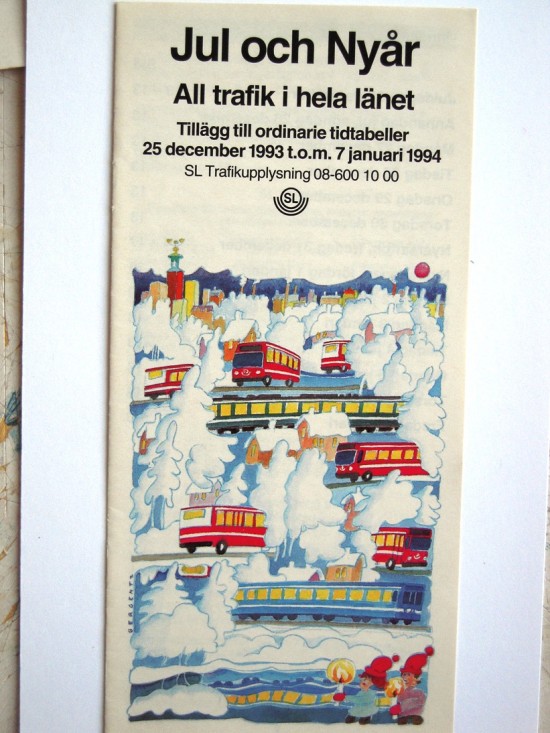 Jul och Nyår
All trafik i hela länet
Tillägg till ordinarie tidtabeller
25 december 1993 t.o.m. 7 januari 1994
SL Trafikupplysning 08-600 10 00
SL